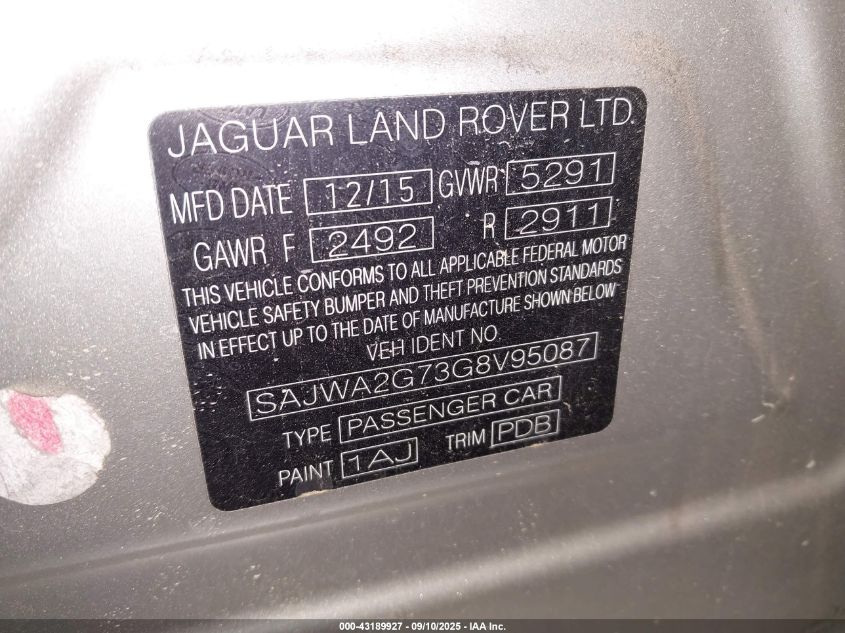 JAGUAR LAND ROVER LTD.
MFD DATE 12/15 GVWR 5291
GAWR F 2492 R 2911
THIS VEHICLE CONFORMS TO ALL APPLICABLE FEDERAL MOTOR
VEHICLE SAFETY BUMPER AND THEFT PREVENTION STANDARDS
IN EFFECT UP TO THE DATE OF MANUFACTURE SHOWN BELOW
VEH IDENT NO.
SAJWA2G73G8V95087
TYPE PASSENGER CAR
PAINT 1AJ TRIM PDB
000-43189927 - 09/10/2025 - IAA Inc.